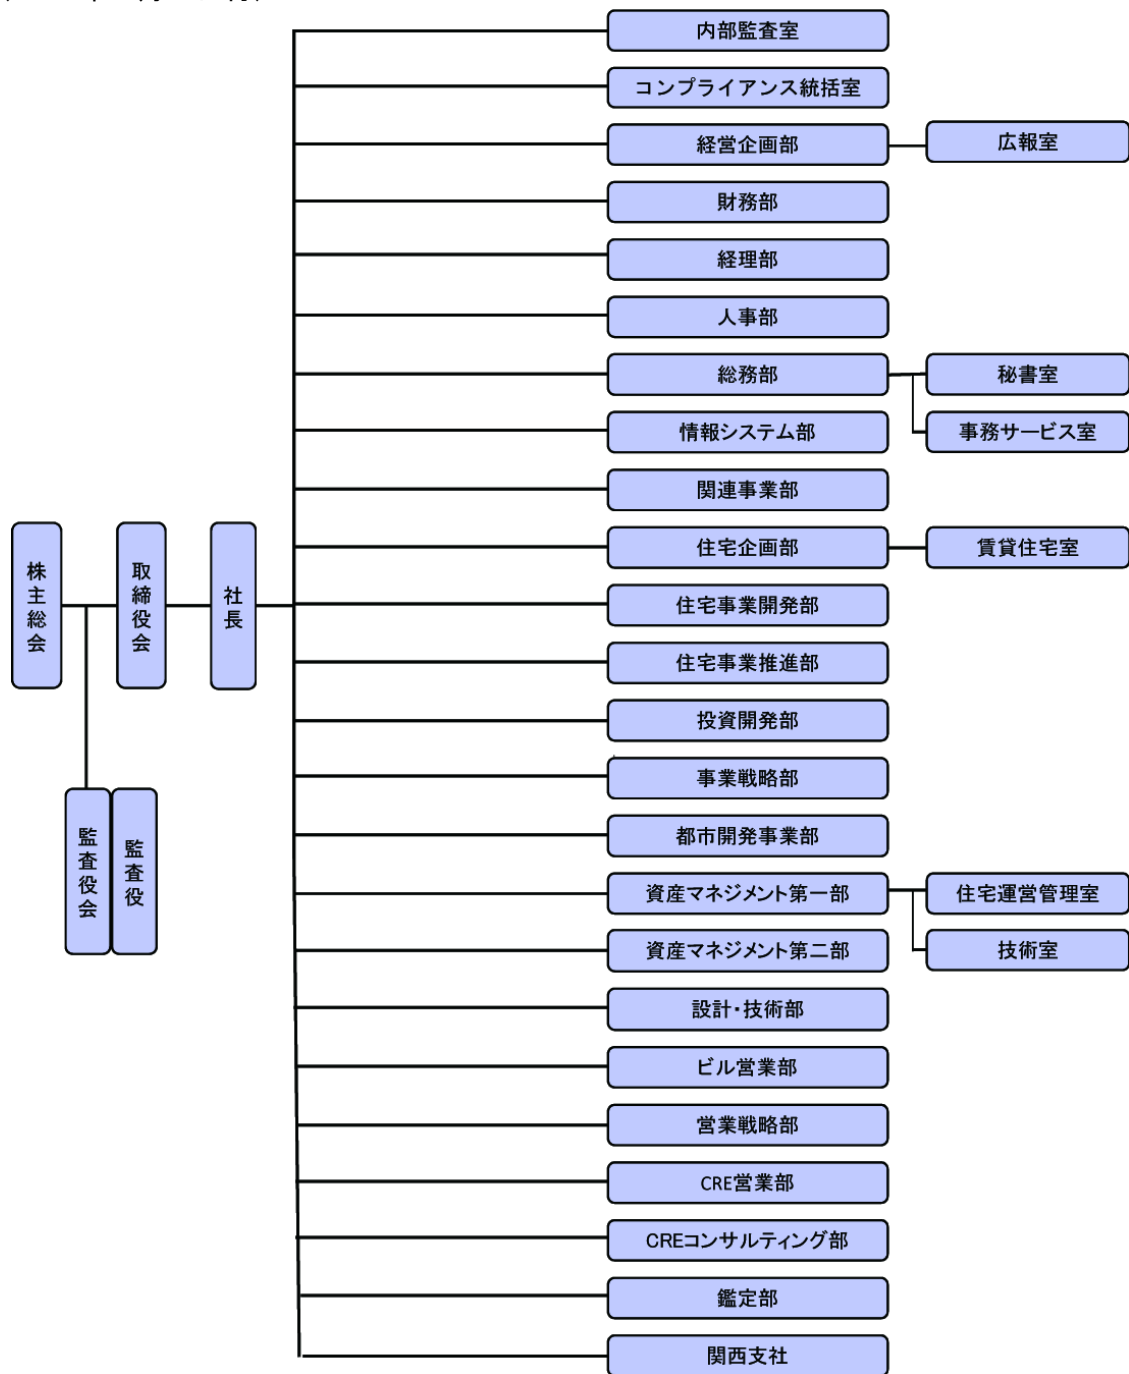 内部監査室
コンプライアンス統括室
経営企画部
広報室
財務部
経理部
人事部
総務部
秘書室
情報システム部
事務サービス室
関連事業部
株主総会
取締役会
社長
住宅企画部
賃貸住宅室
住宅事業開発部
住宅事業推進部
投資開発部
事業戦略部
監査役会
監査役
都市開発事業部
資産マネジメント第一部
住宅運営管理室
資産マネジメント第二部
技術室
設計・技術部
ビル営業部
営業戦略部
CRE営業部
CREコンサルティング部
鑑定部
関西支社